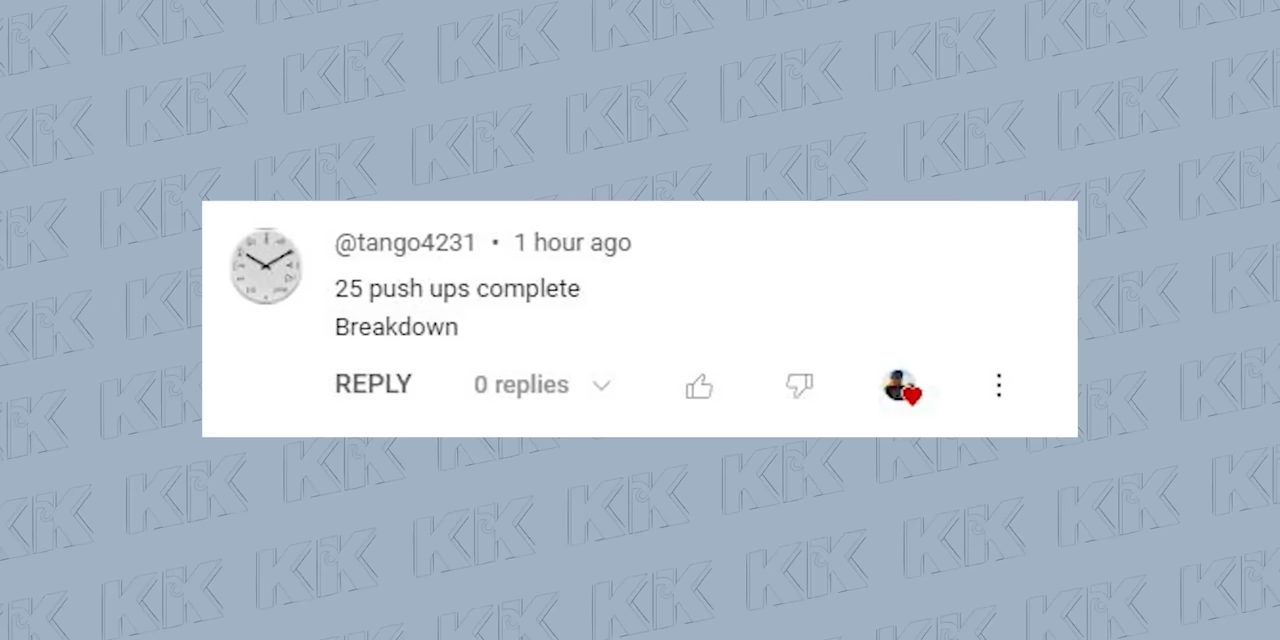 @tango4231 • 1 hour ago
25 push ups complete
Breakdown
REPLY
0 replies